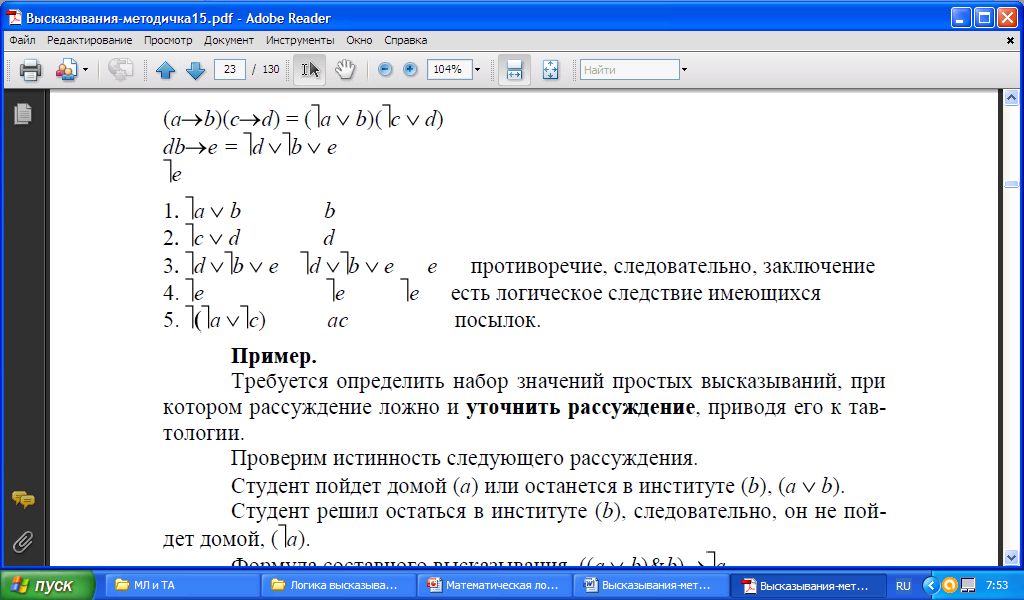 Высказывания-методичка15.pdf - Adobe Reader
Файл Редактирование Просмотр Документ Инструменты Окно Справка
23 / 130 104% Найти
(a→b)(c→d) = (⎤a ∨ b)(⎤c ∨ d)
db→e = ⎤d ∨⎤b ∨ e
⎤e
1. ⎤a ∨ b b
2. ⎤c ∨ d d
3. ⎤d ∨⎤b ∨ e ⎤d ∨⎤b ∨ e e противоречие, следовательно, заключение
4. ⎤e ⎤e ⎤e есть логическое следствие имеющихся
5. ⎤(⎤a ∨⎤c) ac посылок.
Пример.
Требуется определить набор значений простых высказываний, при
котором рассуждение ложно и уточнить рассуждение, приводя его к тав-
тологии.
Проверим истинность следующего рассуждения.
Студент пойдет домой (a) или останется в институте (b), (a ∨ b).
Студент решил остаться в институте (b), следовательно, он не пой-
дет домой, (⎤a).
Формула составного высказывания ((a ∨ b)&b)→⎤a
пуск МЛ и ТА Логика высказыва... Математическая ло... Высказывания-мет... Высказывания-мет... RU 7:53